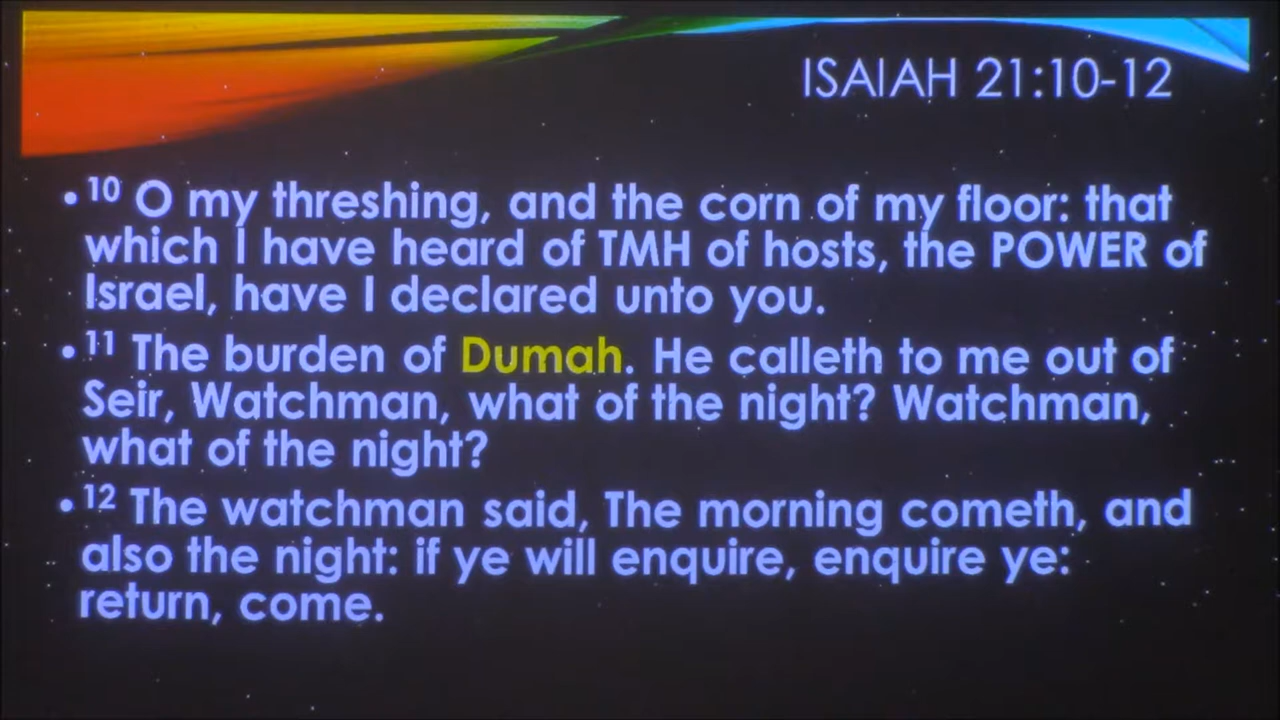 ISAIAH 21:10-12
• 10 O my threshing, and the corn of my floor: that
which I have heard of TMH of hosts, the POWER of
Israel, have I declared unto you.
• 11 The burden of Dumah. He calleth to me out of
Seir, Watchman, what of the night? Watchman,
what of the night?
• 12 The watchman said, The morning cometh, and
also the night: if ye will enquire, enquire ye:
return, come.